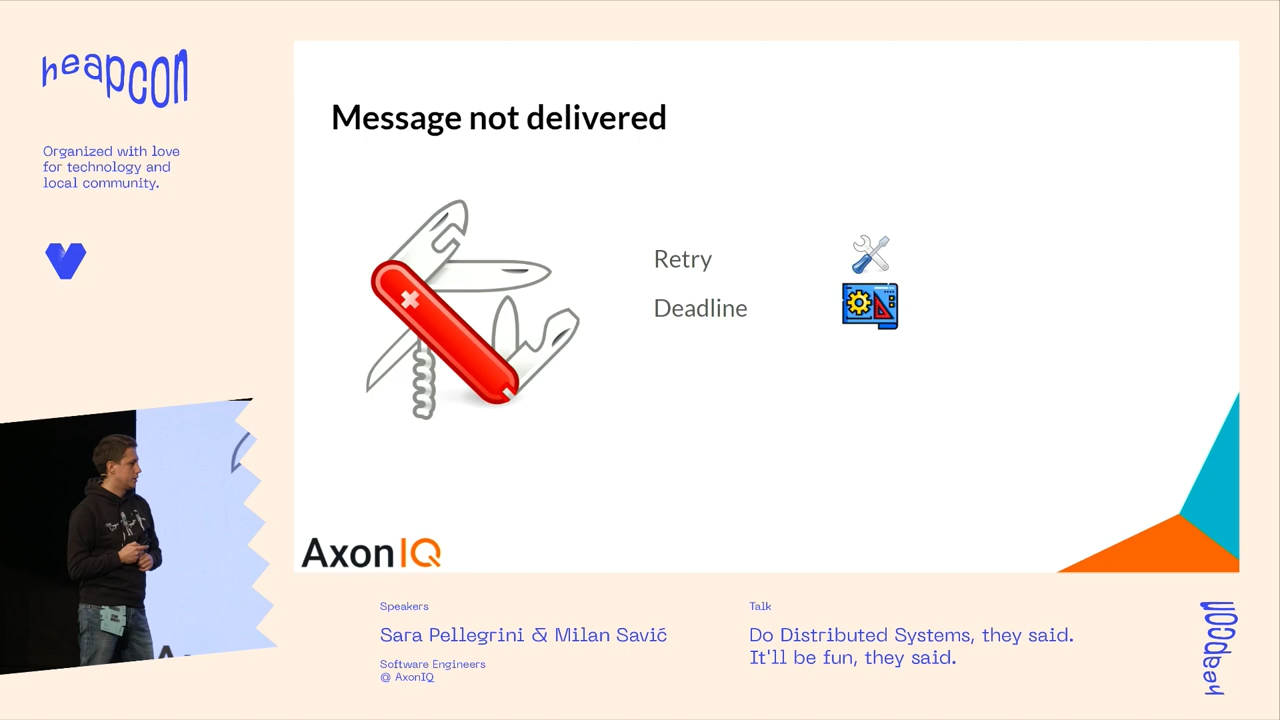 heapcon
Organized with love
for technology and
local community.
Message not delivered
Retry
Deadline
AxonIQ
Speakers
Sara Pellegrini & Milan Savić
Software Engineers
@ AxonIQ
Talk
Do Distributed Systems, they said.
It'll be fun, they said.
heapcon